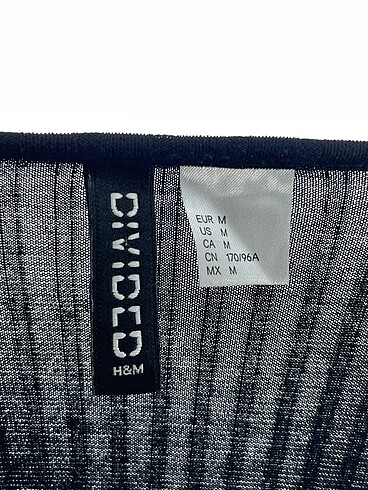 DIVIDED
H&M
EUR M
US M
CA M
CN 170/96A
MX M